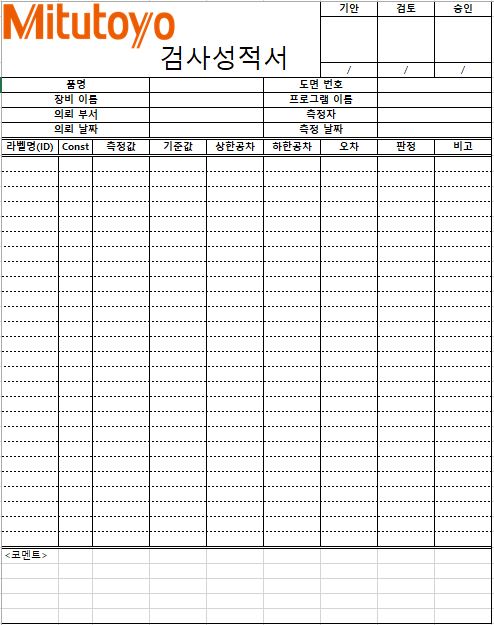 Mitutoyo
기안 검토 승인
검사성적서
/ / /
품명 도면 번호
장비 이름 프로그램 이름
의뢰 부서 측정자
의뢰 날짜 측정 날짜
라벨명(ID) Const 측정값 기준값 상한공차 하한공차 오차 판정 비고
<코멘트>